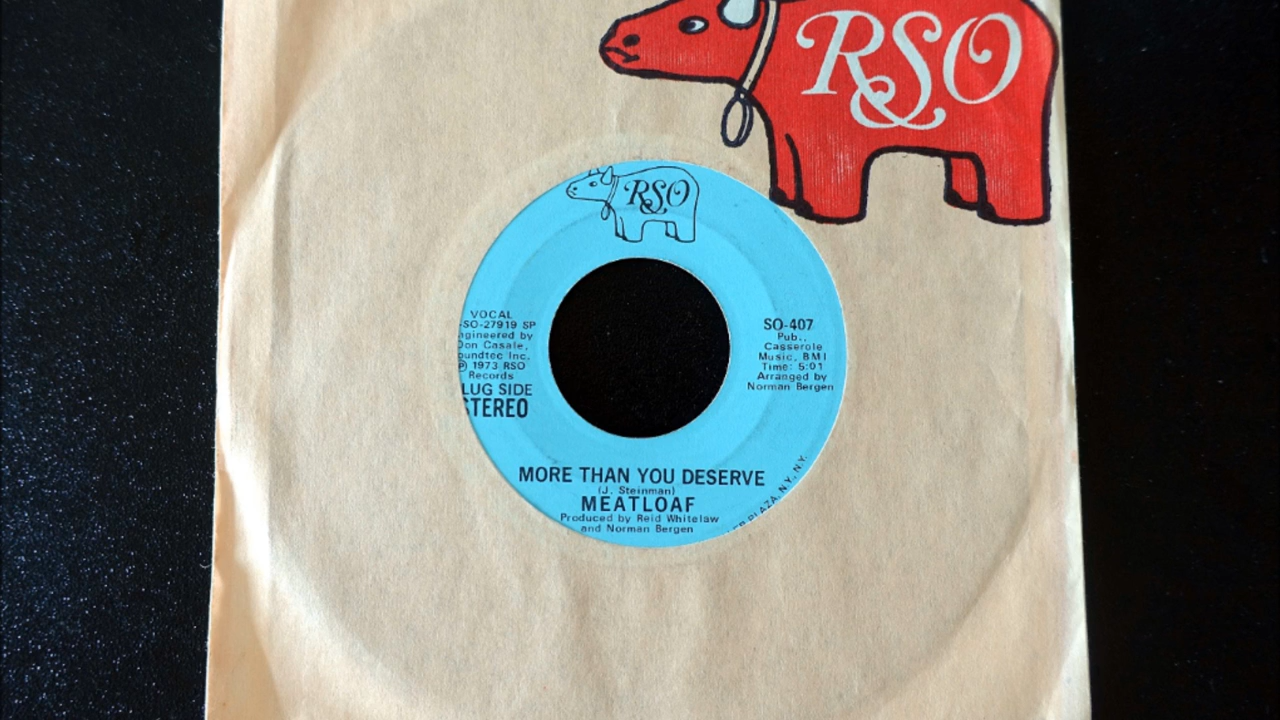 RSO
RSO
VOCAL
SO-27919 SP
gineered by
Don Casale,
oundtec Inc.
℗ 1973 RSO
Records
LUG SIDE
STEREO
SO-407
Pub.,
Casserole
Music, BMI
Time: 5:01
Arranged by
Norman Bergen
MORE THAN YOU DESERVE
(J. Steinman)
MEATLOAF
Produced by Reid Whitelaw
and Norman Bergen
PLAZA, N.Y., N.Y.